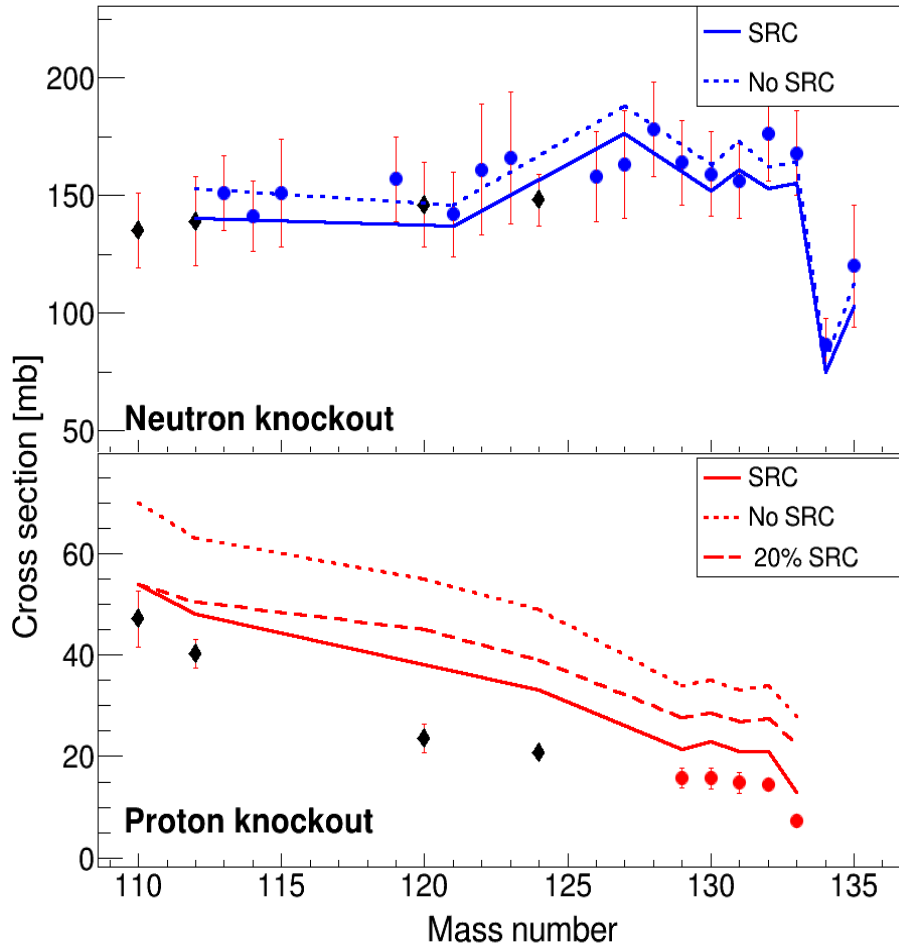 SRC
No SRC
200
150
100
50
Neutron knockout
Cross section [mb]
SRC
No SRC
20% SRC
60
40
20
0
Proton knockout
110 115 120 125 130 135
Mass number